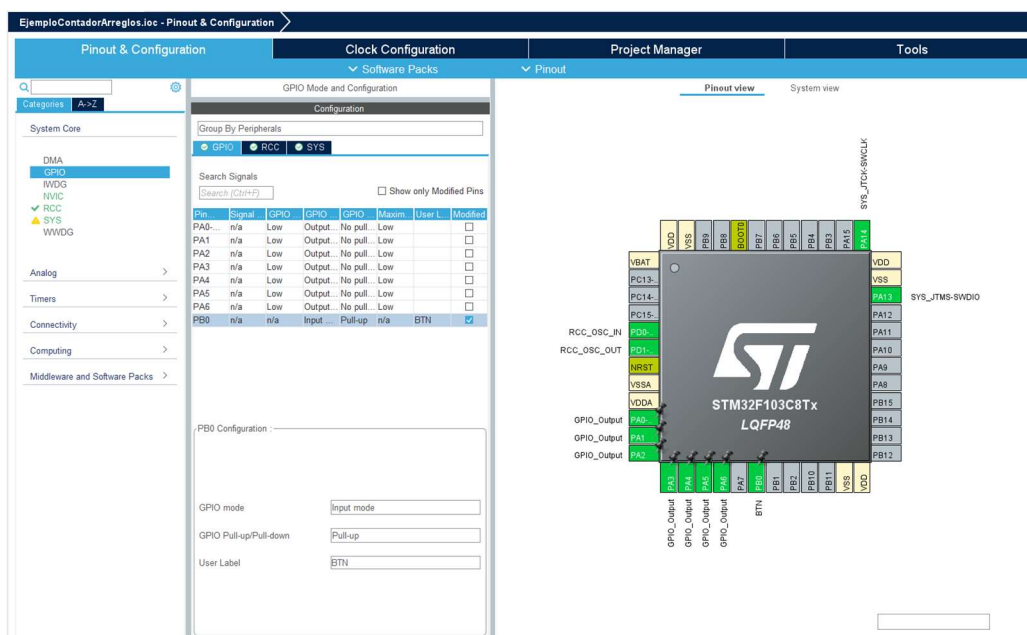 EjemploContadorArreglos.ioc - Pinout & Configuration
Pinout & Configuration Clock Configuration Project Manager Tools
Software Packs Pinout
Categories A->Z
System Core
DMA
GPIO
IWDG
NVIC
RCC
SYS
WWDG
Analog
Timers
Connectivity
Computing
Middleware and Software Packs
GPIO Mode and Configuration
Configuration
Group By Peripherals
GPIO RCC SYS
Search Signals
Search (Ctrl+F)
Show only Modified Pins
Pin... Signal ... GPIO ... GPIO ... GPIO ... Maxim... User L... Modified
PA0-... n/a Low Output... No pull... Low
PA1 n/a Low Output... No pull... Low
PA2 n/a Low Output... No pull... Low
PA3 n/a Low Output... No pull... Low
PA4 n/a Low Output... No pull... Low
PA5 n/a Low Output... No pull... Low
PA6 n/a Low Output... No pull... Low
PB0 n/a n/a Input ... Pull-up n/a BTN
PB0 Configuration :
GPIO mode Input mode
GPIO Pull-up/Pull-down Pull-up
User Label BTN
Pinout view System view
SYS_JTCK-SWCLK
VDD VSS PB9 PB8 BOOT0 PB7 PB6 PB5 PB4 PB3 PA15 PA14
VBAT
PC13-..
PC14-..
PC15-..
RCC_OSC_IN PD0-..
RCC_OSC_OUT PD1-..
NRST
VSSA
VDDA
GPIO_Output PA0-..
GPIO_Output PA1
GPIO_Output PA2
ST
STM32F103C8Tx
LQFP48
VDD
VSS
PA13 SYS_JTMS-SWDIO
PA12
PA11
PA10
PA9
PA8
PB15
PB14
PB13
PB12
PA3 PA4 PA5 PA6 PA7 PB0 PB1 PB2 PB10 PB11 VSS VDD
GPIO_Output GPIO_Output GPIO_Output GPIO_Output BTN